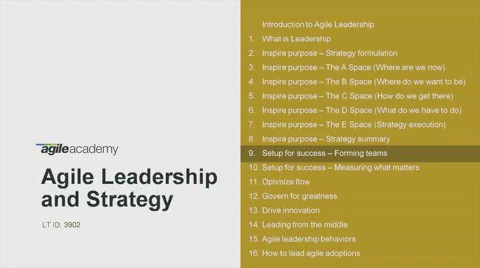 agileacademy
Agile Leadership
and Strategy
LT ID: 3902
Introduction to Agile Leadership
1. What is Leadership
2. Inspire purpose – Strategy formulation
3. Inspire purpose – The A Space (Where are we now)
4. Inspire purpose – The B Space (Where do we want to be)
5. Inspire purpose – The C Space (How do we get there)
6. Inspire purpose – The D Space (What do we have to do)
7. Inspire purpose – The E Space (Strategy execution)
8. Inspire purpose – Strategy summary
9. Setup for success – Forming teams
10. Setup for success – Measuring what matters
11. Optimize flow
12. Govern for greatness
13. Drive innovation
14. Leading from the middle
15. Agile leadership behaviors
16. How to lead agile adoptions